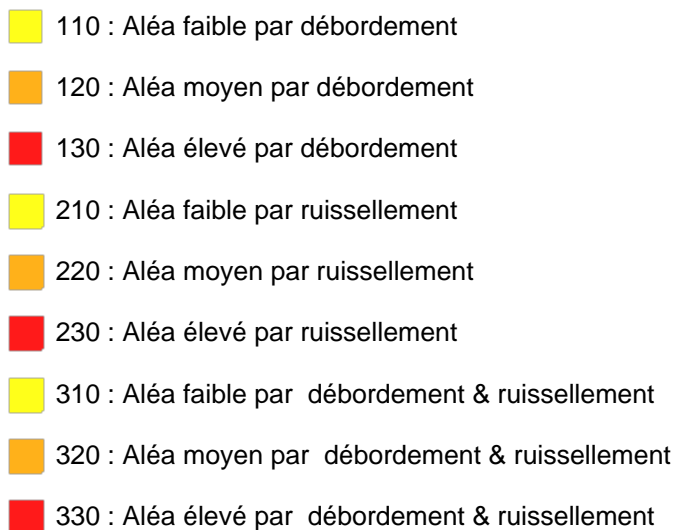 110 : Aléa faible par débordement
120 : Aléa moyen par débordement
130 : Aléa élevé par débordement
210 : Aléa faible par ruissellement
220 : Aléa moyen par ruissellement
230 : Aléa élevé par ruissellement
310 : Aléa faible par  débordement & ruissellement
320 : Aléa moyen par  débordement & ruissellement
330 : Aléa élevé par  débordement & ruissellement